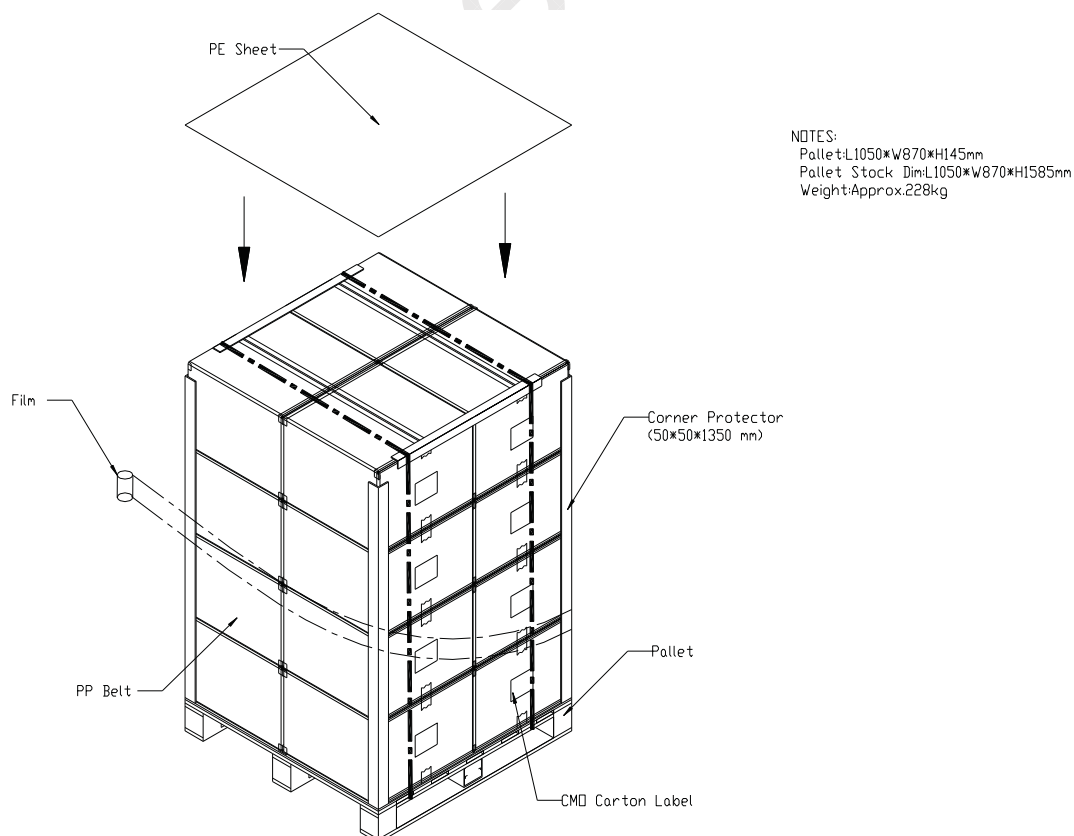 PE Sheet
NOTES:
Pallet:L1050*W870*H145mm
Pallet Stock Dim:L1050*W870*H1585mm
Weight:Approx.228kg
Film
Corner Protector
(50*50*1350 mm)
Pallet
PP Belt
CMO Carton Label